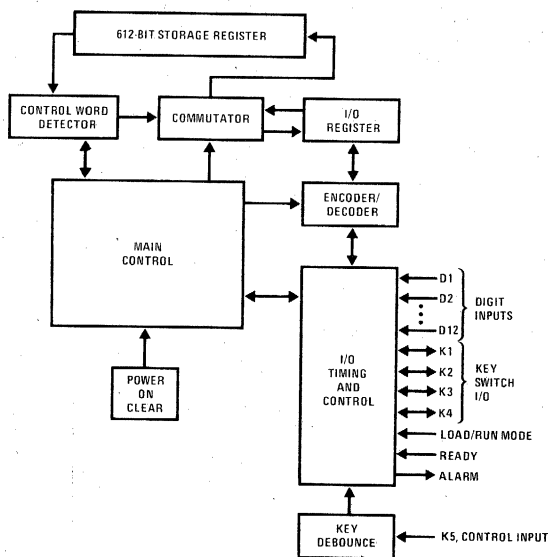 612-BIT STORAGE REGISTER
CONTROL WORD
DETECTOR
COMMUTATOR
I/O
REGISTER
ENCODER/
DECODER
MAIN
CONTROL
POWER
ON
CLEAR
I/O
TIMING
AND
CONTROL
D1
D2
D12
DIGIT
INPUTS
K1
K2
K3
K4
KEY
SWITCH
I/O
LOAD/RUN MODE
READY
ALARM
KEY
DEBOUNCE
K5, CONTROL INPUT